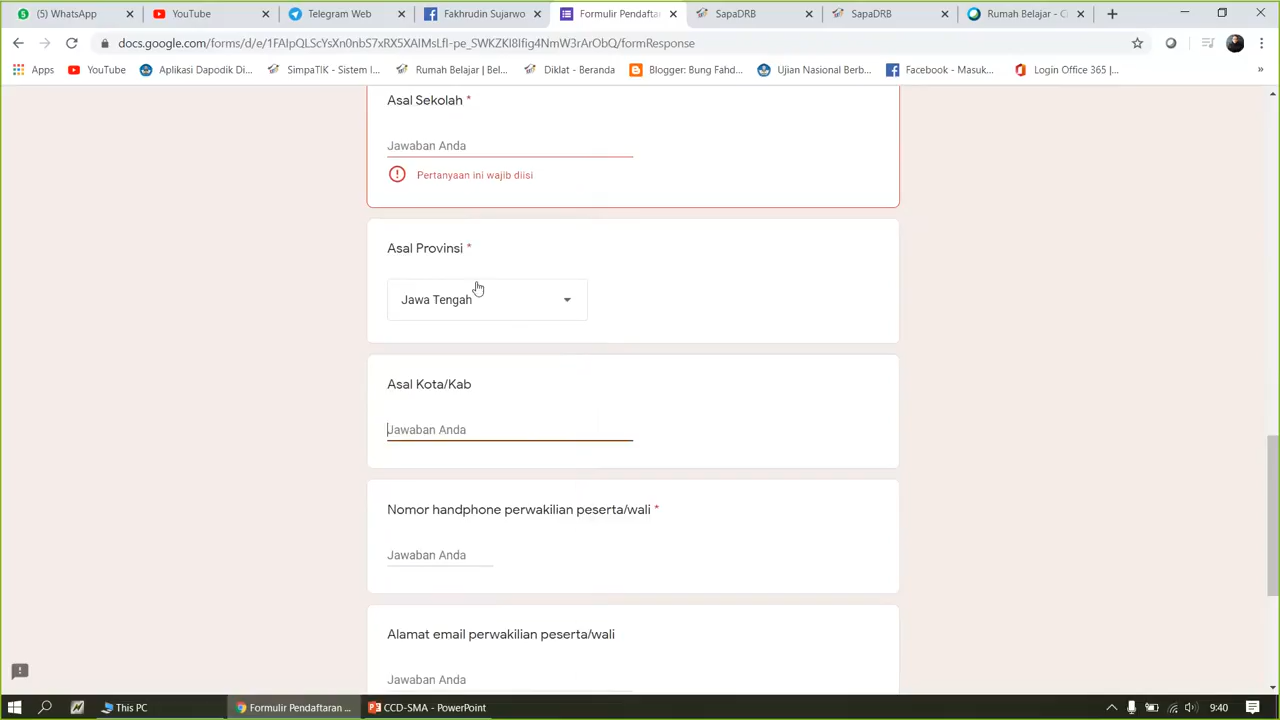 (5) WhatsApp
YouTube
Telegram Web
Fakhrudin Sujarwo
Formulir Pendafta
SapaDRB
SapaDRB
Rumah Belajar - G
docs.google.com/forms/d/e/1FAIpQLScYsXn0nbS7xRX5XAIMsLfI-pe_SWKZK8lfig4NmW3rArObQ/formResponse
Apps
YouTube
Aplikasi Dapodik Di...
SimpaTIK - Sistem I...
Rumah Belajar | Bel...
Diklat - Beranda
Blogger: Bung Fahd...
Ujian Nasional Berb...
Facebook - Masuk...
Login Office 365 |...
»
Asal Sekolah *
Jawaban Anda
Pertanyaan ini wajib diisi
Asal Provinsi *
Jawa Tengah
Asal Kota/Kab
Jawaban Anda
Nomor handphone perwakilian peserta/wali *
Jawaban Anda
Alamat email perwakilian peserta/wali
Jawaban Anda
This PC
Formulir Pendaftaran ...
CCD-SMA - PowerPoint
9:40